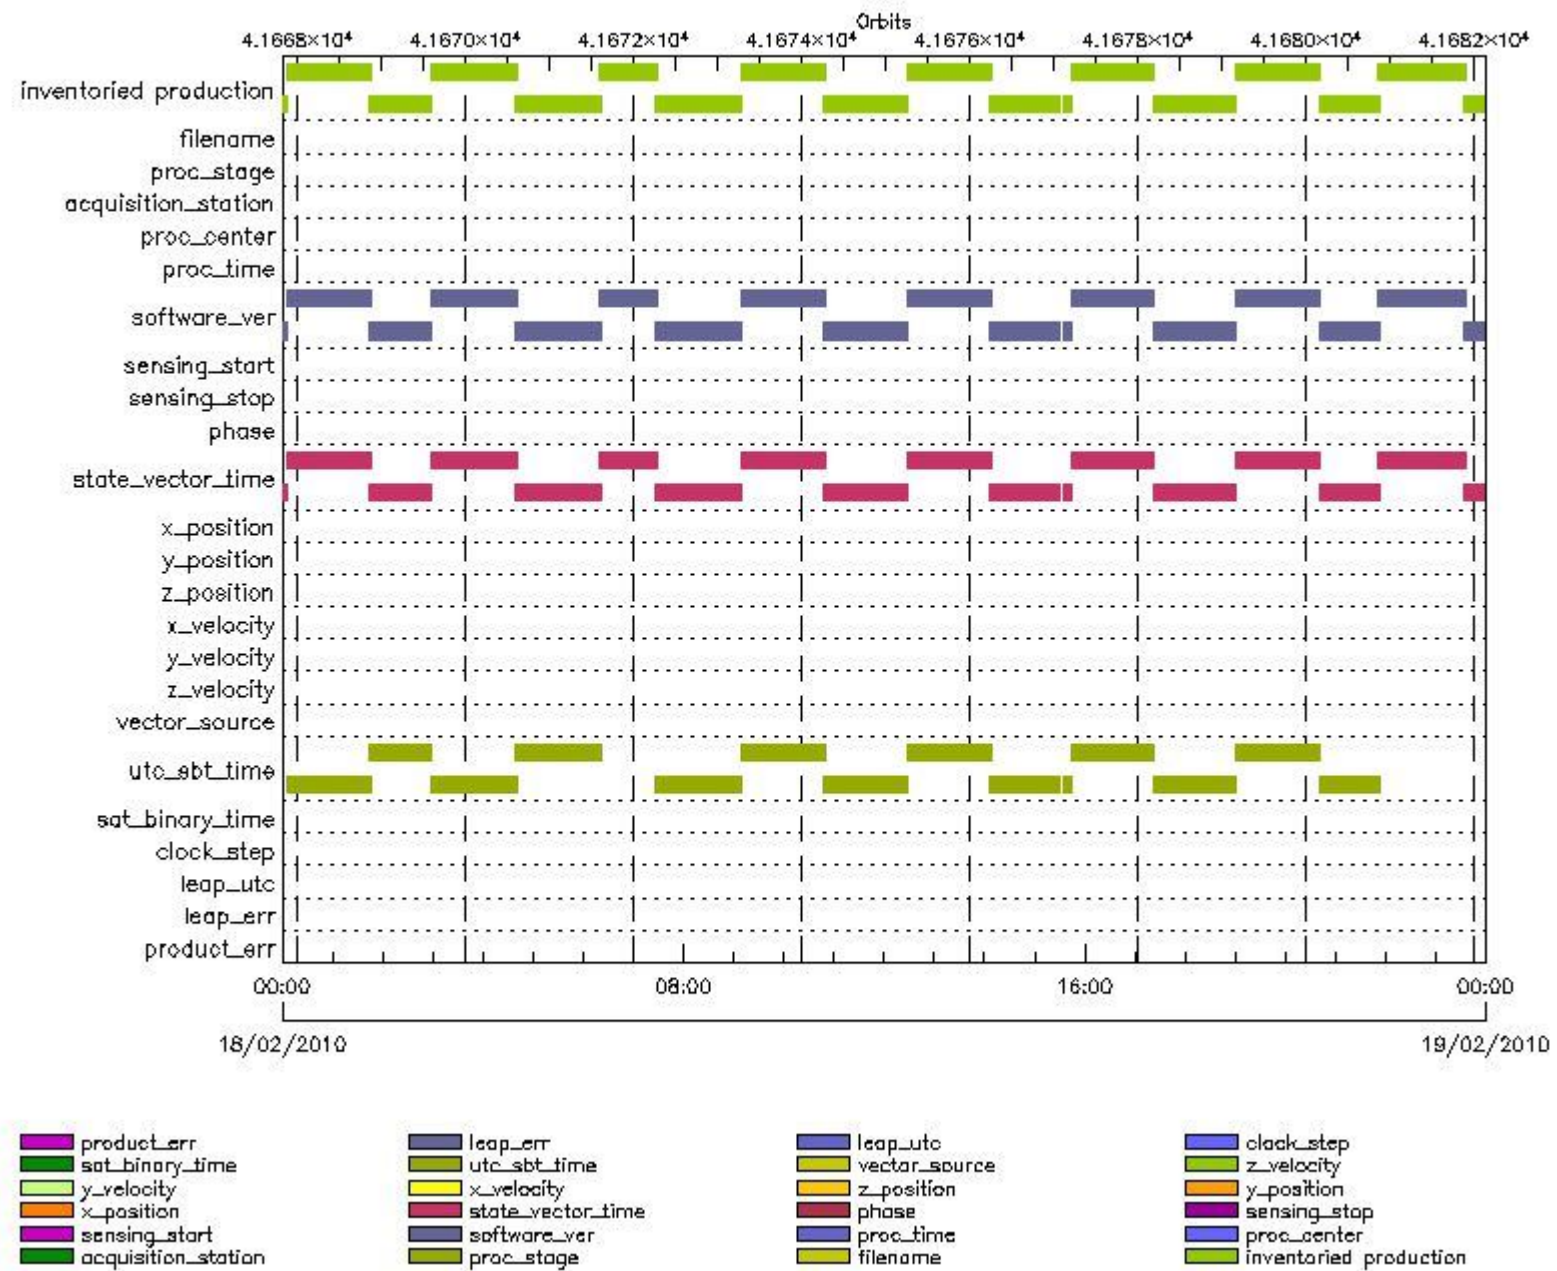 Orbits
4.1668×10⁴ 4.1670×10⁴ 4.1672×10⁴ 4.1674×10⁴ 4.1676×10⁴ 4.1678×10⁴ 4.1680×10⁴ 4.1682×10⁴
inventoried production
filename
proc_stage
acquisition_station
proc_center
proc_time
software_ver
sensing_start
sensing_stop
phase
state_vector_time
x_position
y_position
z_position
x_velocity
y_velocity
z_velocity
vector_source
utc_sbt_time
sat_binary_time
clock_step
leap_utc
leap_err
product_err
00:00 08:00 16:00 00:00
18/02/2010 19/02/2010
product_err leap_err leap_utc clock_step
sat_binary_time utc_sbt_time vector_source z_velocity
y_velocity x_velocity z_position y_position
x_position state_vector_time phase sensing_stop
sensing_start software_ver proc_time proc_center
acquisition_station proc_stage filename inventoried production